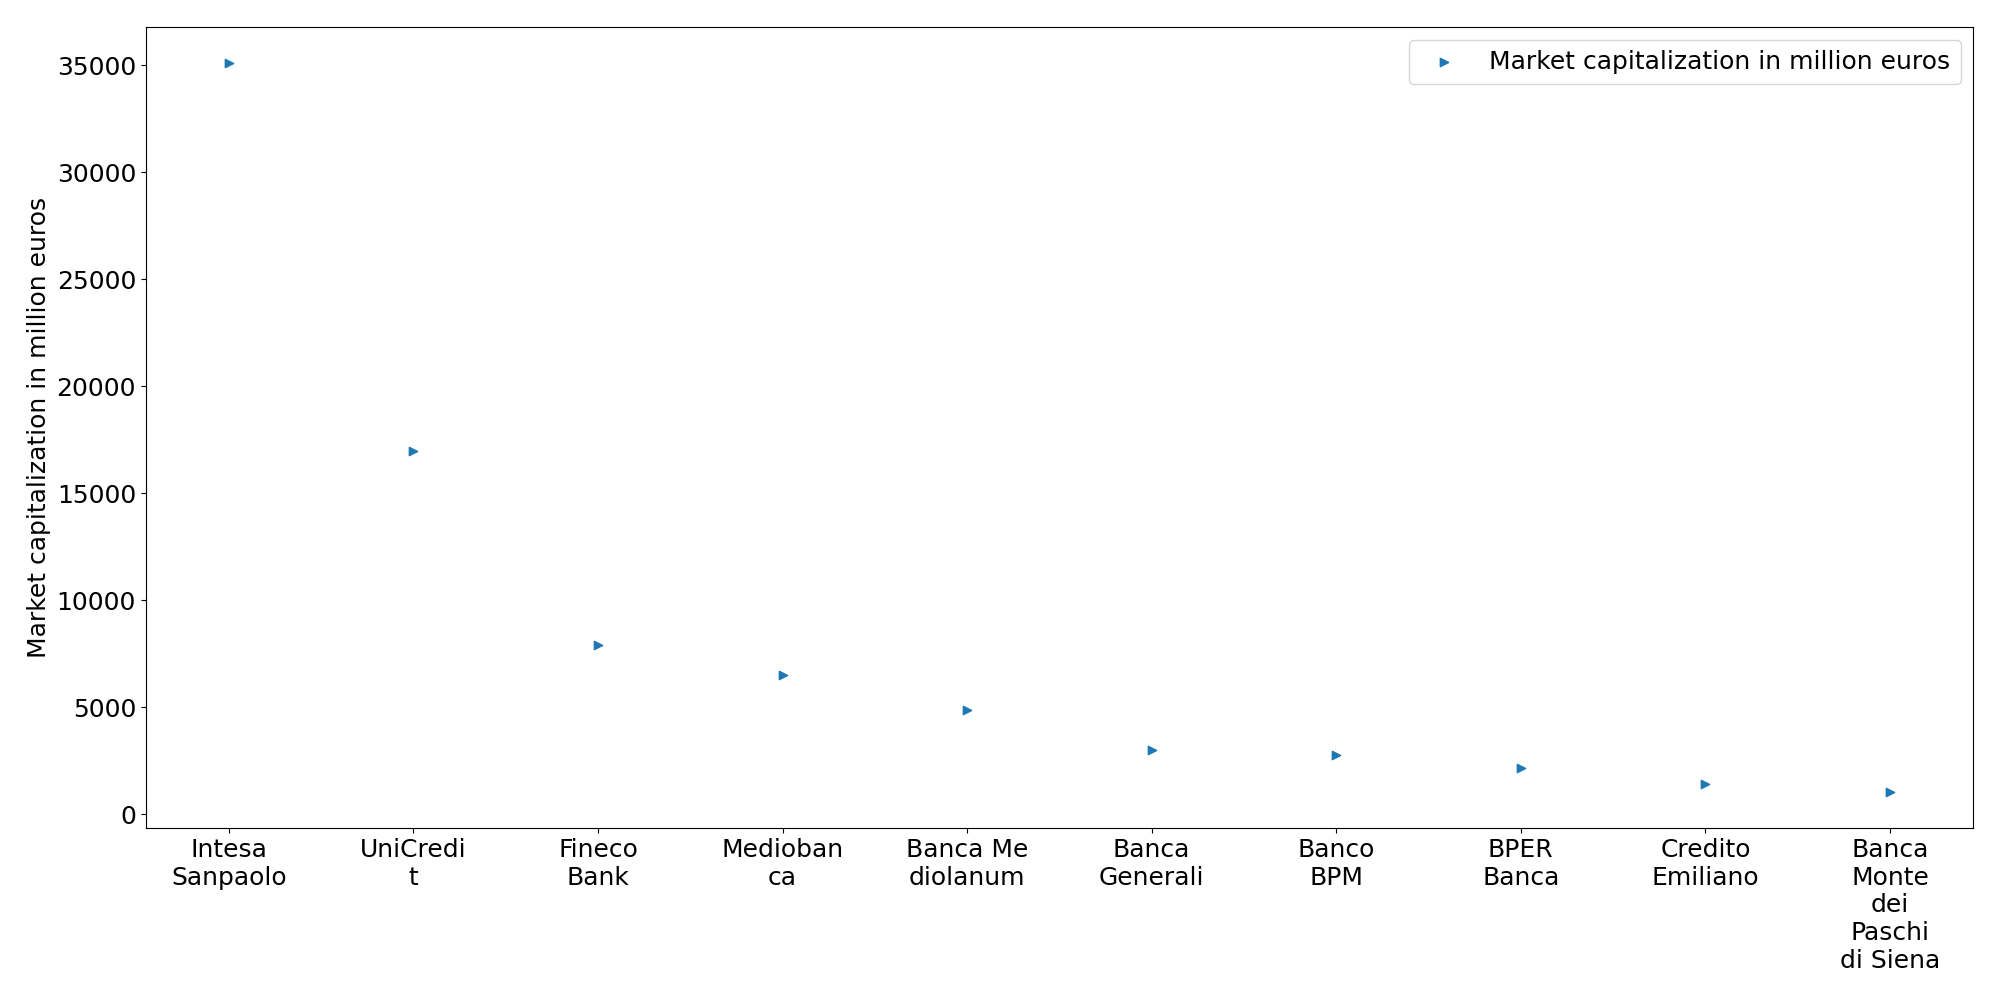 Market capitalization in million euros
Market capitalization in million euros
35000
30000
25000
20000
15000
10000
5000
0
Intesa
Sanpaolo
UniCredi
t
Fineco
Bank
Medioban
ca
Banca Me
diolanum
Banca
Generali
Banco
BPM
BPER
Banca
Credito
Emiliano
Banca
Monte
dei
Paschi
di Siena